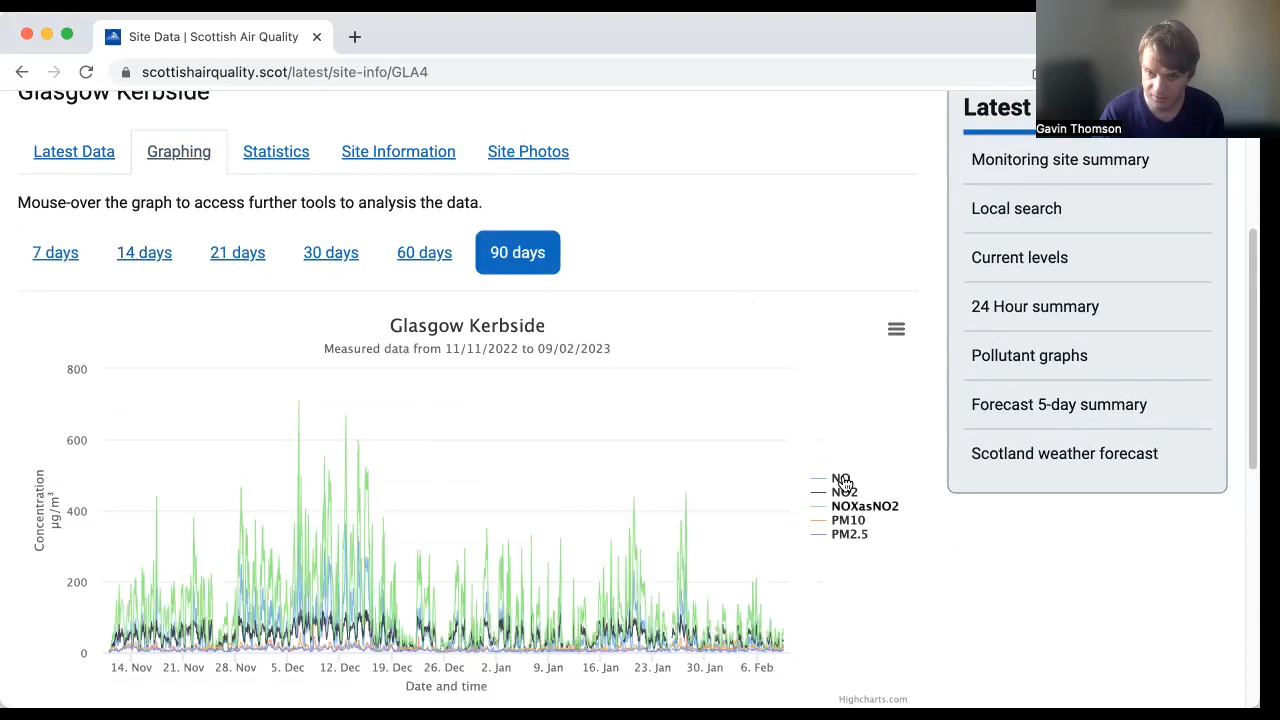 Site Data | Scottish Air Quality
scottishairquality.scot/latest/site-info/GLA4
Gavin Thomson
Glasgow Kerbside
Latest Data Graphing Statistics Site Information Site Photos
Mouse-over the graph to access further tools to analysis the data.
7 days 14 days 21 days 30 days 60 days 90 days
Glasgow Kerbside
Measured data from 11/11/2022 to 09/02/2023
800
600
400
200
0
Concentration
µg/m³
14. Nov 21. Nov 28. Nov 5. Dec 12. Dec 19. Dec 26. Dec 2. Jan 9. Jan 16. Jan 23. Jan 30. Jan 6. Feb
Date and time
NO
NO2
NOXasNO2
PM10
PM2.5
Highcharts.com
Latest
Monitoring site summary
Local search
Current levels
24 Hour summary
Pollutant graphs
Forecast 5-day summary
Scotland weather forecast